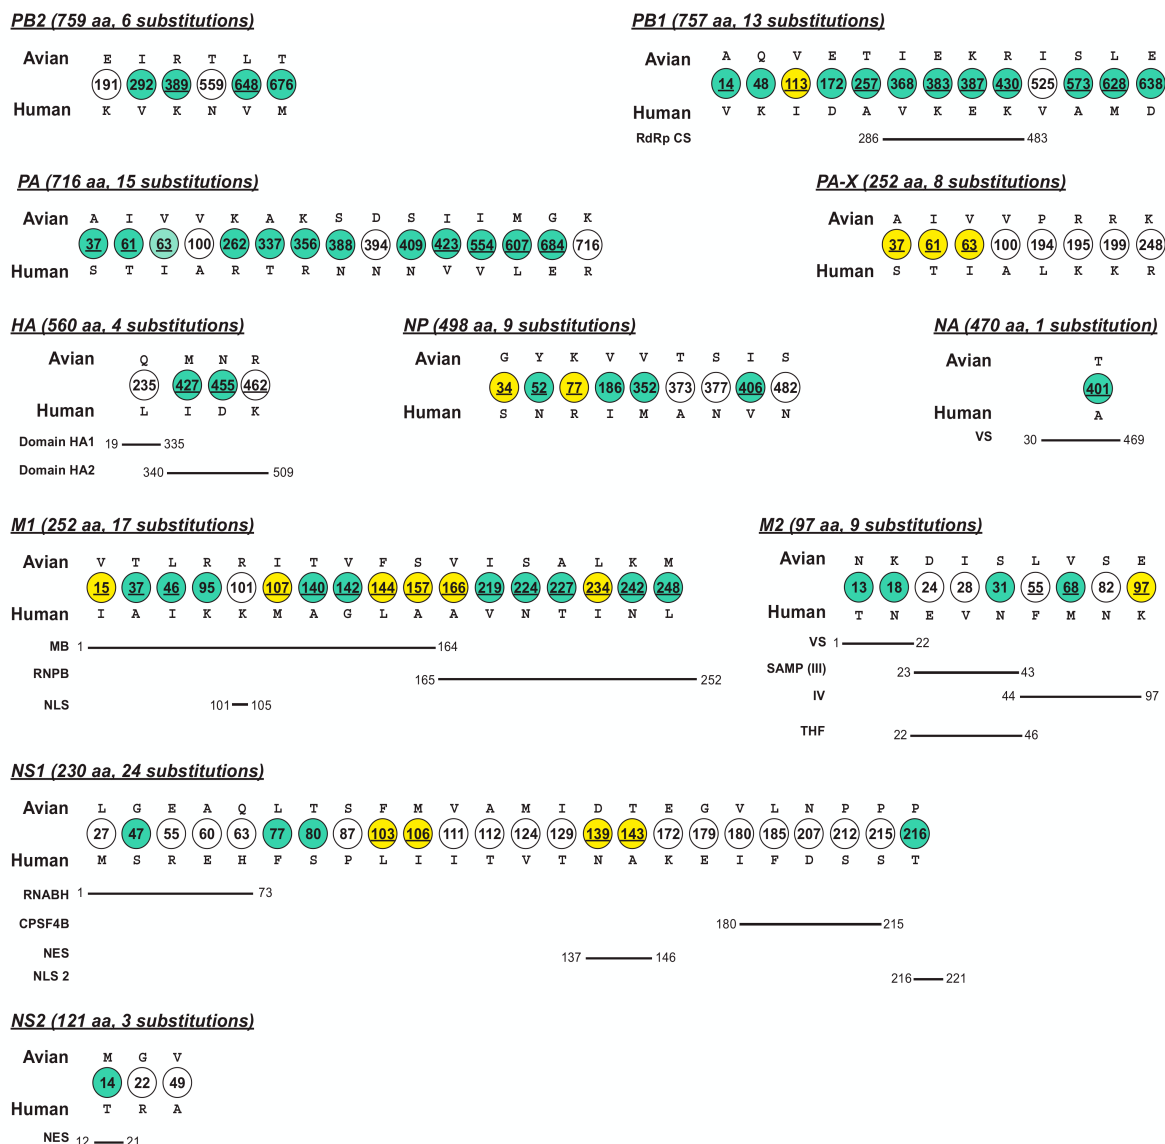 PB2 (759 aa, 6 substitutions)
Avian E I R T L T
191 292 389 559 648 676
Human K V K N V M
PB1 (757 aa, 13 substitutions)
Avian A Q V E T I E K R I S L E
14 48 113 172 257 368 383 387 430 525 573 628 638
Human V K I D A V K E K V A M D
RdRp CS 286 483
PA (716 aa, 15 substitutions)
Avian A I V V K A K S D S I I M G K
37 61 63 100 262 337 356 388 394 409 423 554 607 684 716
Human S T I A R T R N N N V V L E R
PA-X (252 aa, 8 substitutions)
Avian A I V V P R R K
37 61 63 100 194 195 199 248
Human S T I A L K K R
HA (560 aa, 4 substitutions)
Avian Q M N R
235 427 455 462
Human L I D K
Domain HA1 19 335
Domain HA2 340 509
NP (498 aa, 9 substitutions)
Avian G Y K V V T S I S
34 52 77 186 352 373 377 406 482
Human S N R I M A N V N
NA (470 aa, 1 substitution)
Avian T
401
Human A
VS 30 469
M1 (252 aa, 17 substitutions)
Avian V T L R R I T V F S V I S A L K M
15 37 46 95 101 107 140 142 144 157 166 219 224 227 234 242 248
Human I A I K K M A G L A A V N T I N L
MB 1 164
RNPB 165 252
NLS 101 105
M2 (97 aa, 9 substitutions)
Avian N K D I S L V S E
13 18 24 28 31 55 68 82 97
Human T N E V N F M N K
VS 1 22
SAMP (III) 23 43
IV 44 97
THF 22 46
NS1 (230 aa, 24 substitutions)
Avian L G E A Q L T S F M V A M I D T E G V L N P P P
27 47 55 60 63 77 80 87 103 106 111 112 124 129 139 143 172 179 180 185 207 212 215 216
Human M S R E H F S P L I I T V T N A K E I F D S S T
RNABH 1 73
CPSF4B 180 215
NES 137 146
NLS 2 216 221
NS2 (121 aa, 3 substitutions)
Avian M G V
14 22 49
Human T R A
NES 12 21